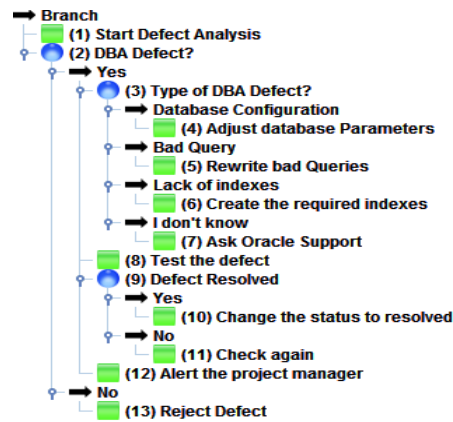 Branch
(1) Start Defect Analysis
(2) DBA Defect?
Yes
(3) Type of DBA Defect?
Database Configuration
(4) Adjust database Parameters
Bad Query
(5) Rewrite bad Queries
Lack of indexes
(6) Create the required indexes
I don't know
(7) Ask Oracle Support
(8) Test the defect
(9) Defect Resolved
Yes
(10) Change the status to resolved
No
(11) Check again
(12) Alert the project manager
No
(13) Reject Defect